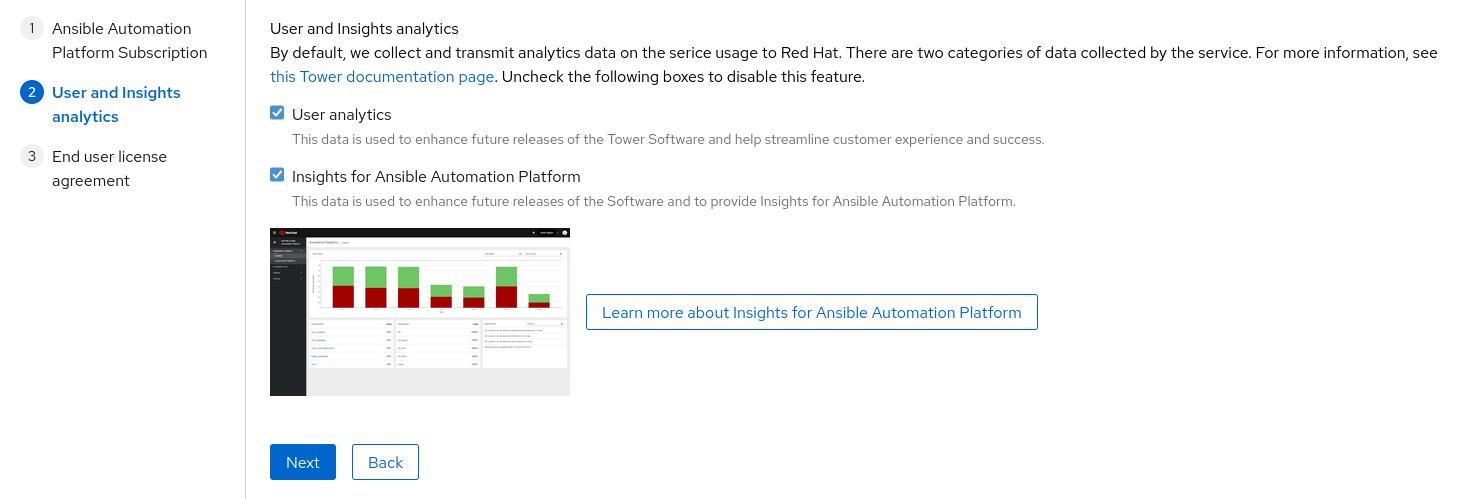 1 Ansible Automation
Platform Subscription
2 User and Insights
analytics
3 End user license
agreement
User and Insights analytics
By default, we collect and transmit analytics data on the serice usage to Red Hat. There are two categories of data collected by the service. For more information, see
this Tower documentation page. Uncheck the following boxes to disable this feature.
User analytics
This data is used to enhance future releases of the Tower Software and help streamline customer experience and success.
Insights for Ansible Automation Platform
This data is used to enhance future releases of the Software and to provide Insights for Ansible Automation Platform.
Red Hat
Automation Analytics
Learn more about Insights for Ansible Automation Platform
Next
Back